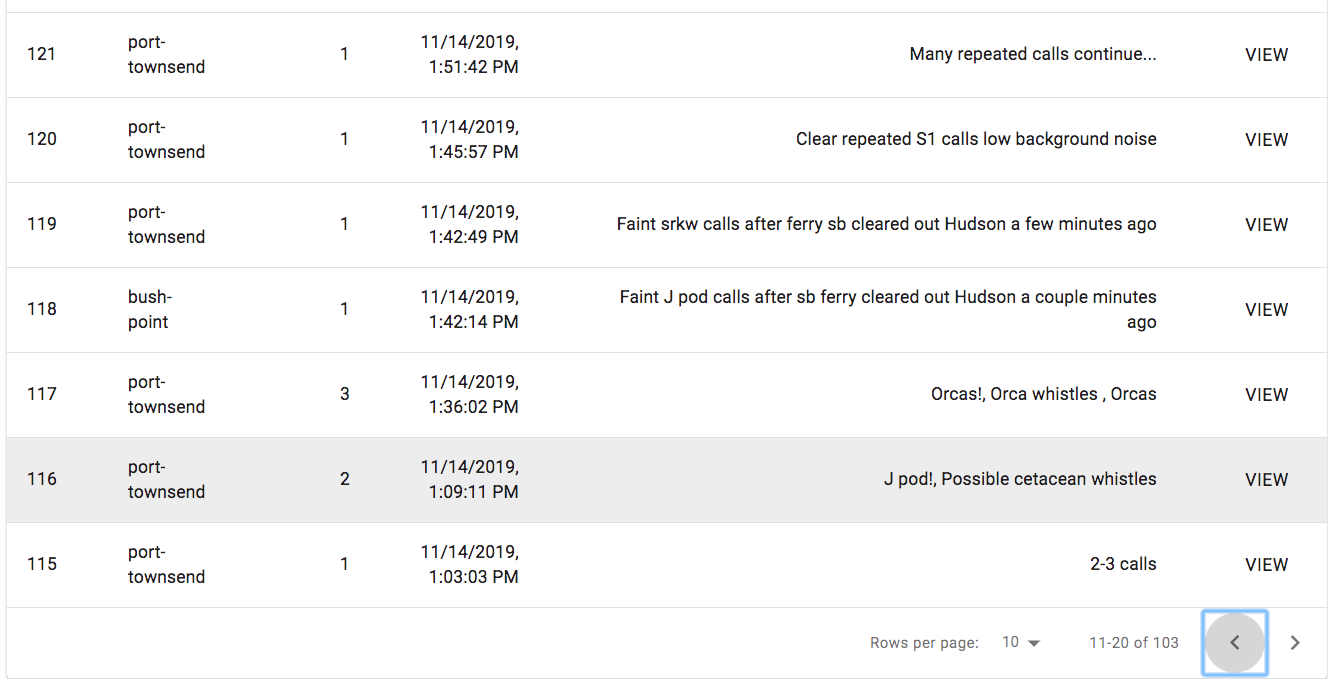 121 port- 1 11/14/2019, Many repeated calls continue... VIEW
townsend 1:51:42 PM
120 port- 1 11/14/2019, Clear repeated S1 calls low background noise VIEW
townsend 1:45:57 PM
119 port- 1 11/14/2019, Faint srkw calls after ferry sb cleared out Hudson a few minutes ago VIEW
townsend 1:42:49 PM
118 bush- 1 11/14/2019, Faint J pod calls after sb ferry cleared out Hudson a couple minutes VIEW
point 1:42:14 PM ago
117 port- 3 11/14/2019, Orcas!, Orca whistles , Orcas VIEW
townsend 1:36:02 PM
116 port- 2 11/14/2019, J pod!, Possible cetacean whistles VIEW
townsend 1:09:11 PM
115 port- 1 11/14/2019, 2-3 calls VIEW
townsend 1:03:03 PM
Rows per page: 10 11-20 of 103